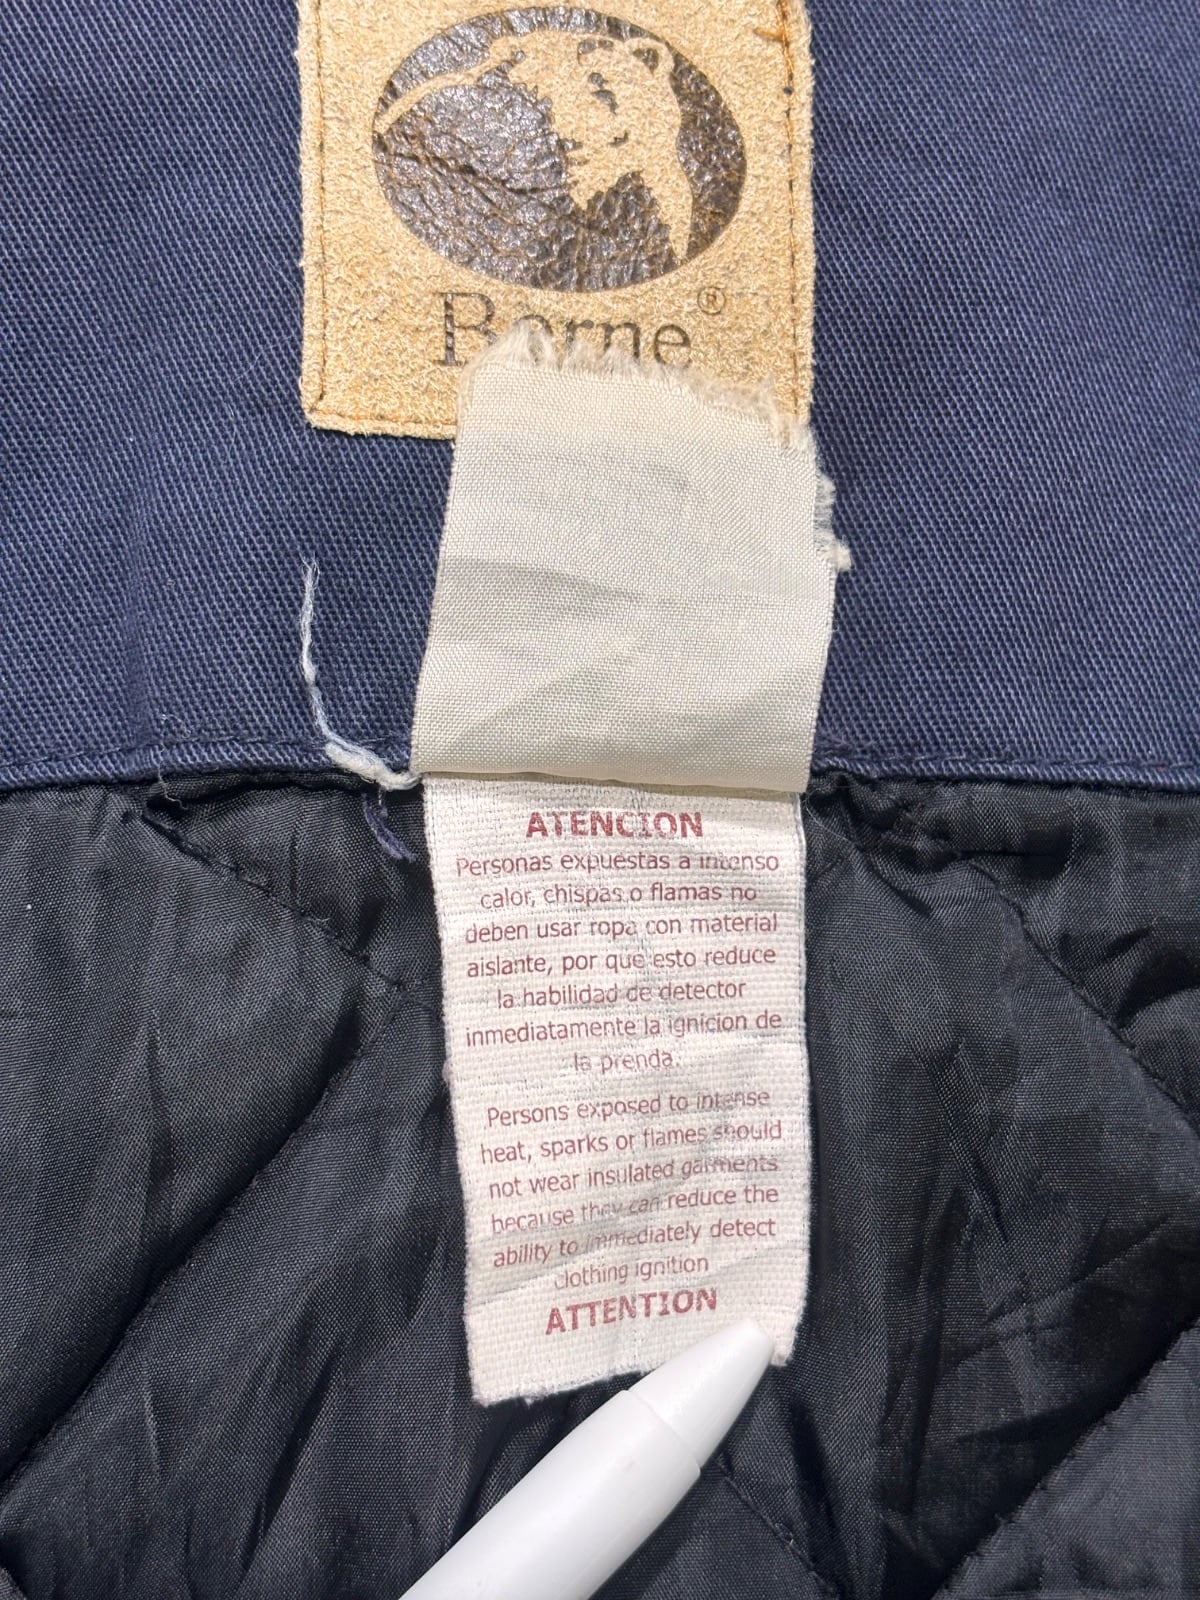 Berne®
ATENCION
Personas expuestas a intenso
calor, chispas o flamas no
deben usar ropa con material
aislante, por que esto reduce
la habilidad de detector
inmediatamente la ignicion de
la prenda.
Persons exposed to intense
heat, sparks or flames should
not wear insulated garments
because they can reduce the
ability to immediately detect
clothing ignition
ATTENTION